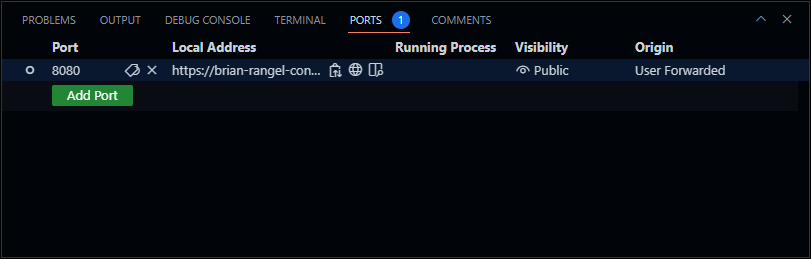 PROBLEMS OUTPUT DEBUG CONSOLE TERMINAL PORTS 1 COMMENTS
Port Local Address Running Process Visibility Origin
8080 https://brian-rangel-con... Public User Forwarded
Add Port